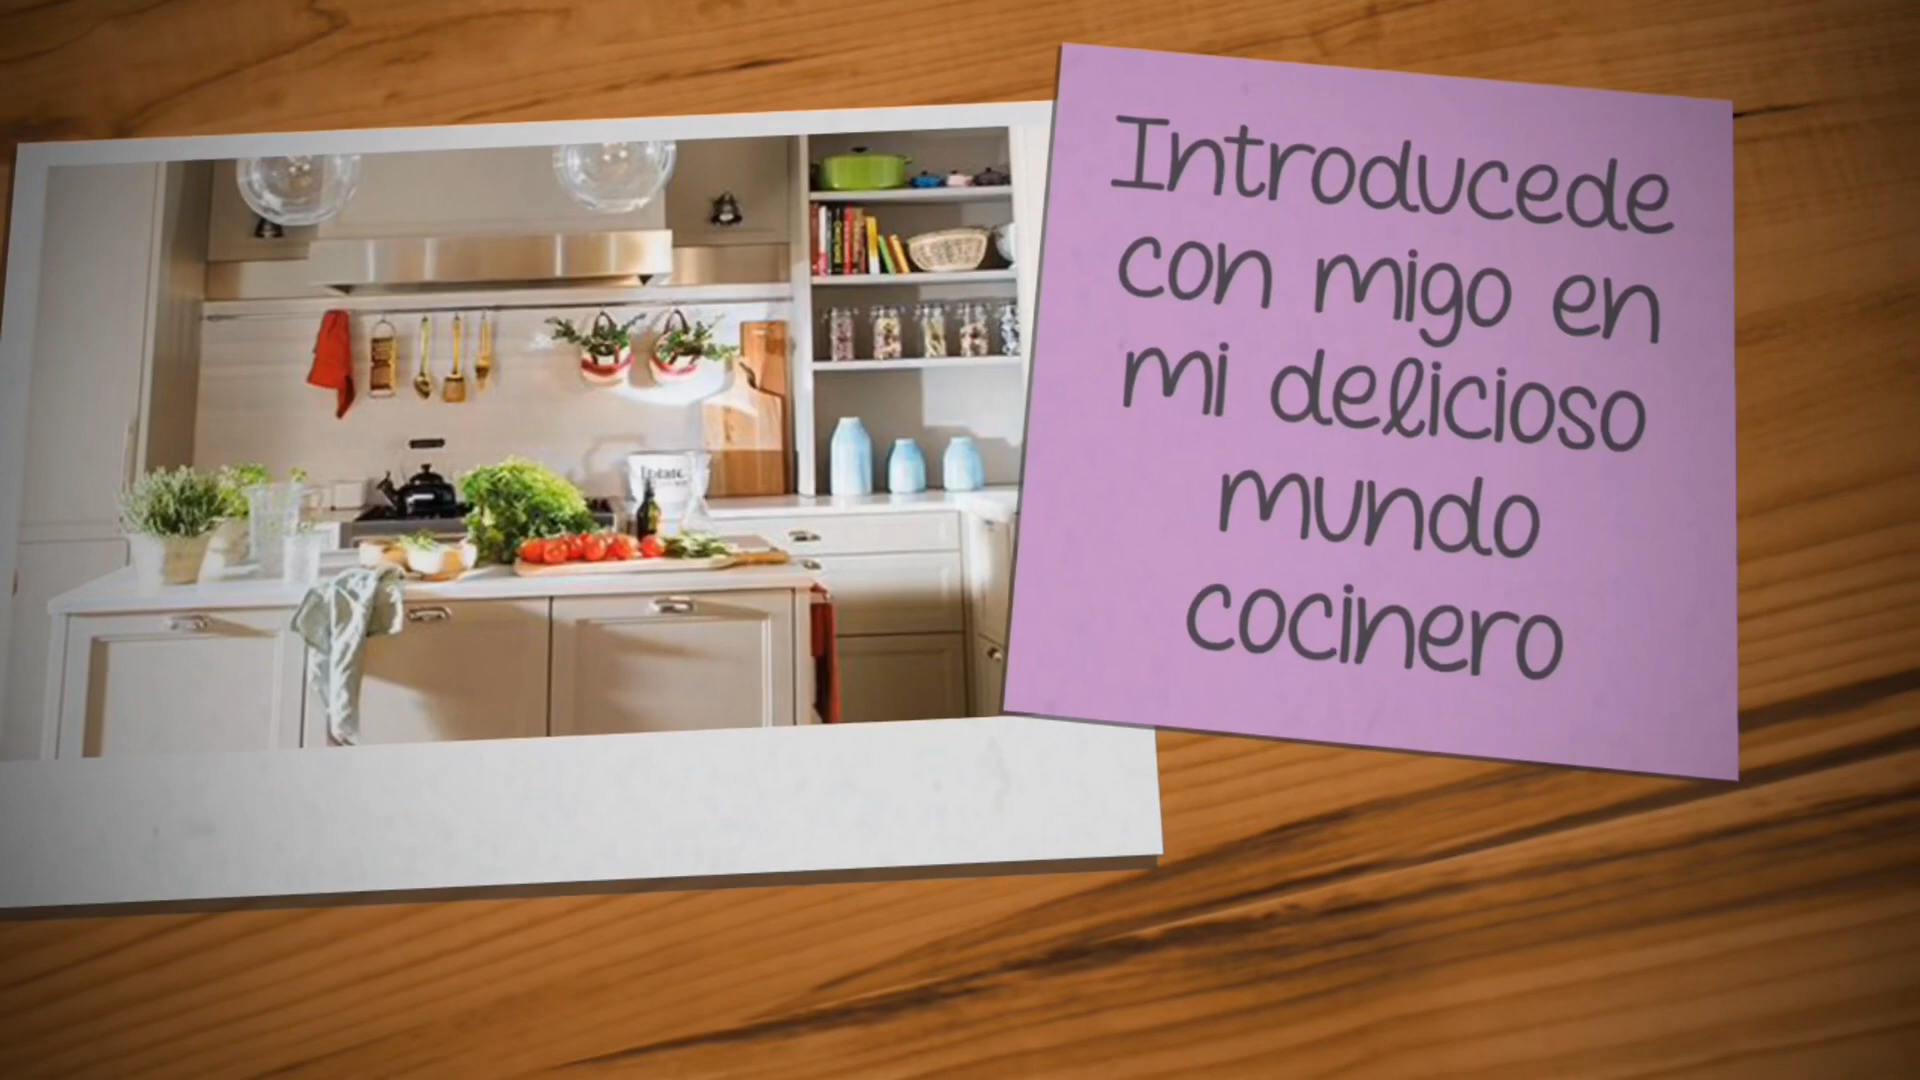 Introducede
con migo en
mi delicioso
mundo
cocinero